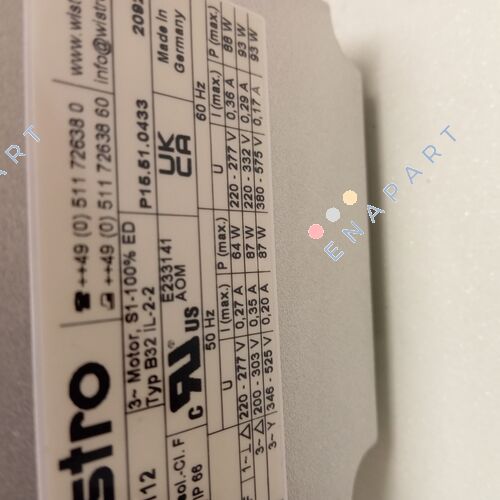 stro
☎ ++49 (0) 511 72638 0 www.wist
++49 (0) 511 72638 60 info@wist
3~ Motor, S1-100% ED
Typ B32 IL-2-2
P15.51.0433
Made in
Germany
112
E233141
AOM
c RU US
UK
CA
sol.-Cl. F
IP 66
50 Hz 60 Hz
U I (max.) P (max.) U I (max.) P (max.)
1~ 220 - 277 V 0,27 A 64 W 220 - 277 V 0,36 A 88 W
3~ △ 200 - 303 V 0,35 A 87 W 220 - 332 V 0,29 A 93 W
3~ Y 346 - 525 V 0,20 A 87 W 380 - 575 V 0,17 A 93 W
ENAPART
PART